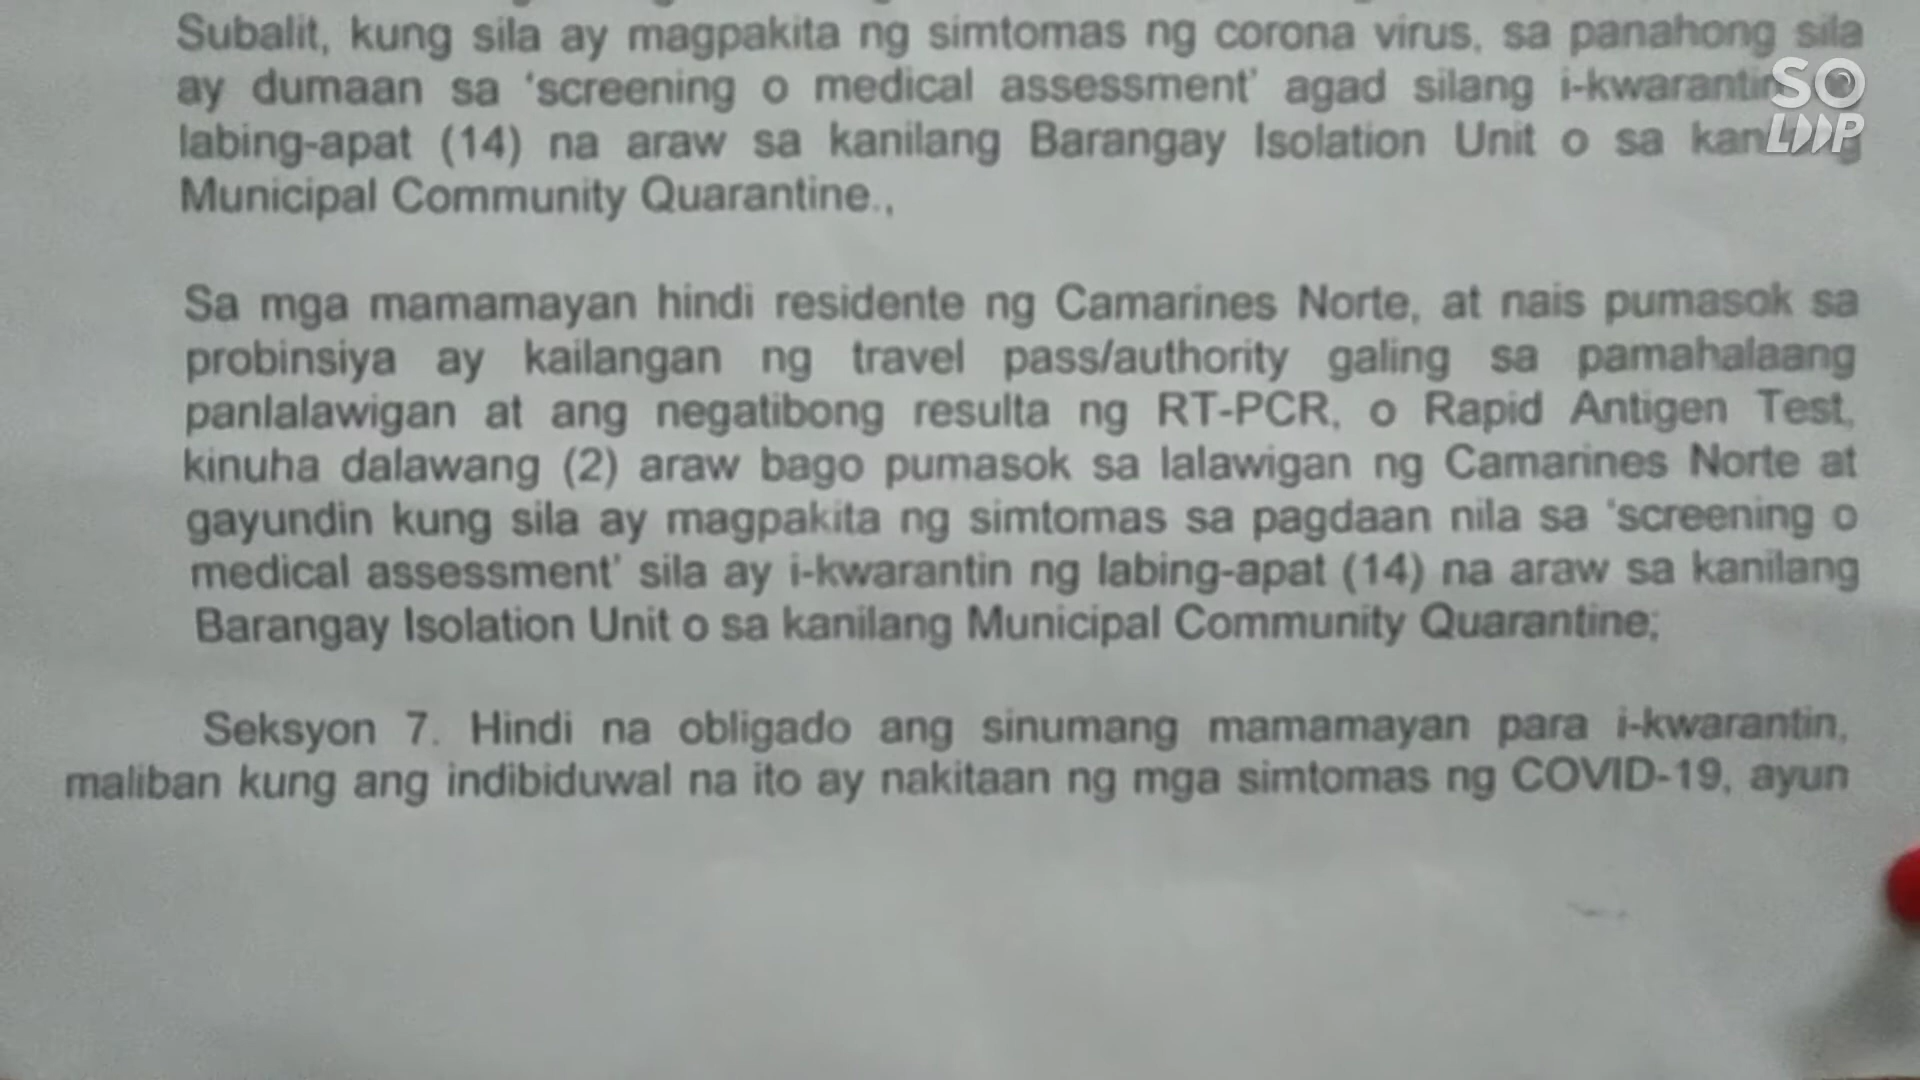 Subalit, kung sila ay magpakita ng simtomas ng corona virus, sa panahong sila
ay dumaan sa 'screening o medical assessment' agad silang i-kwarantin
labing-apat (14) na araw sa kanilang Barangay Isolation Unit o sa kanilang
Municipal Community Quarantine.,
Sa mga mamamayan hindi residente ng Camarines Norte, at nais pumasok sa
probinsiya ay kailangan ng travel pass/authority galing sa pamahalaang
panlalawigan at ang negatibong resulta ng RT-PCR, o Rapid Antigen Test,
kinuha dalawang (2) araw bago pumasok sa lalawigan ng Camarines Norte at
gayundin kung sila ay magpakita ng simtomas sa pagdaan nila sa 'screening o
medical assessment' sila ay i-kwarantin ng labing-apat (14) na araw sa kanilang
Barangay Isolation Unit o sa kanilang Municipal Community Quarantine;
Seksyon 7. Hindi na obligado ang sinumang mamamayan para i-kwarantin,
maliban kung ang indibiduwal na ito ay nakitaan ng mga simtomas ng COVID-19, ayun
SO
LOOP